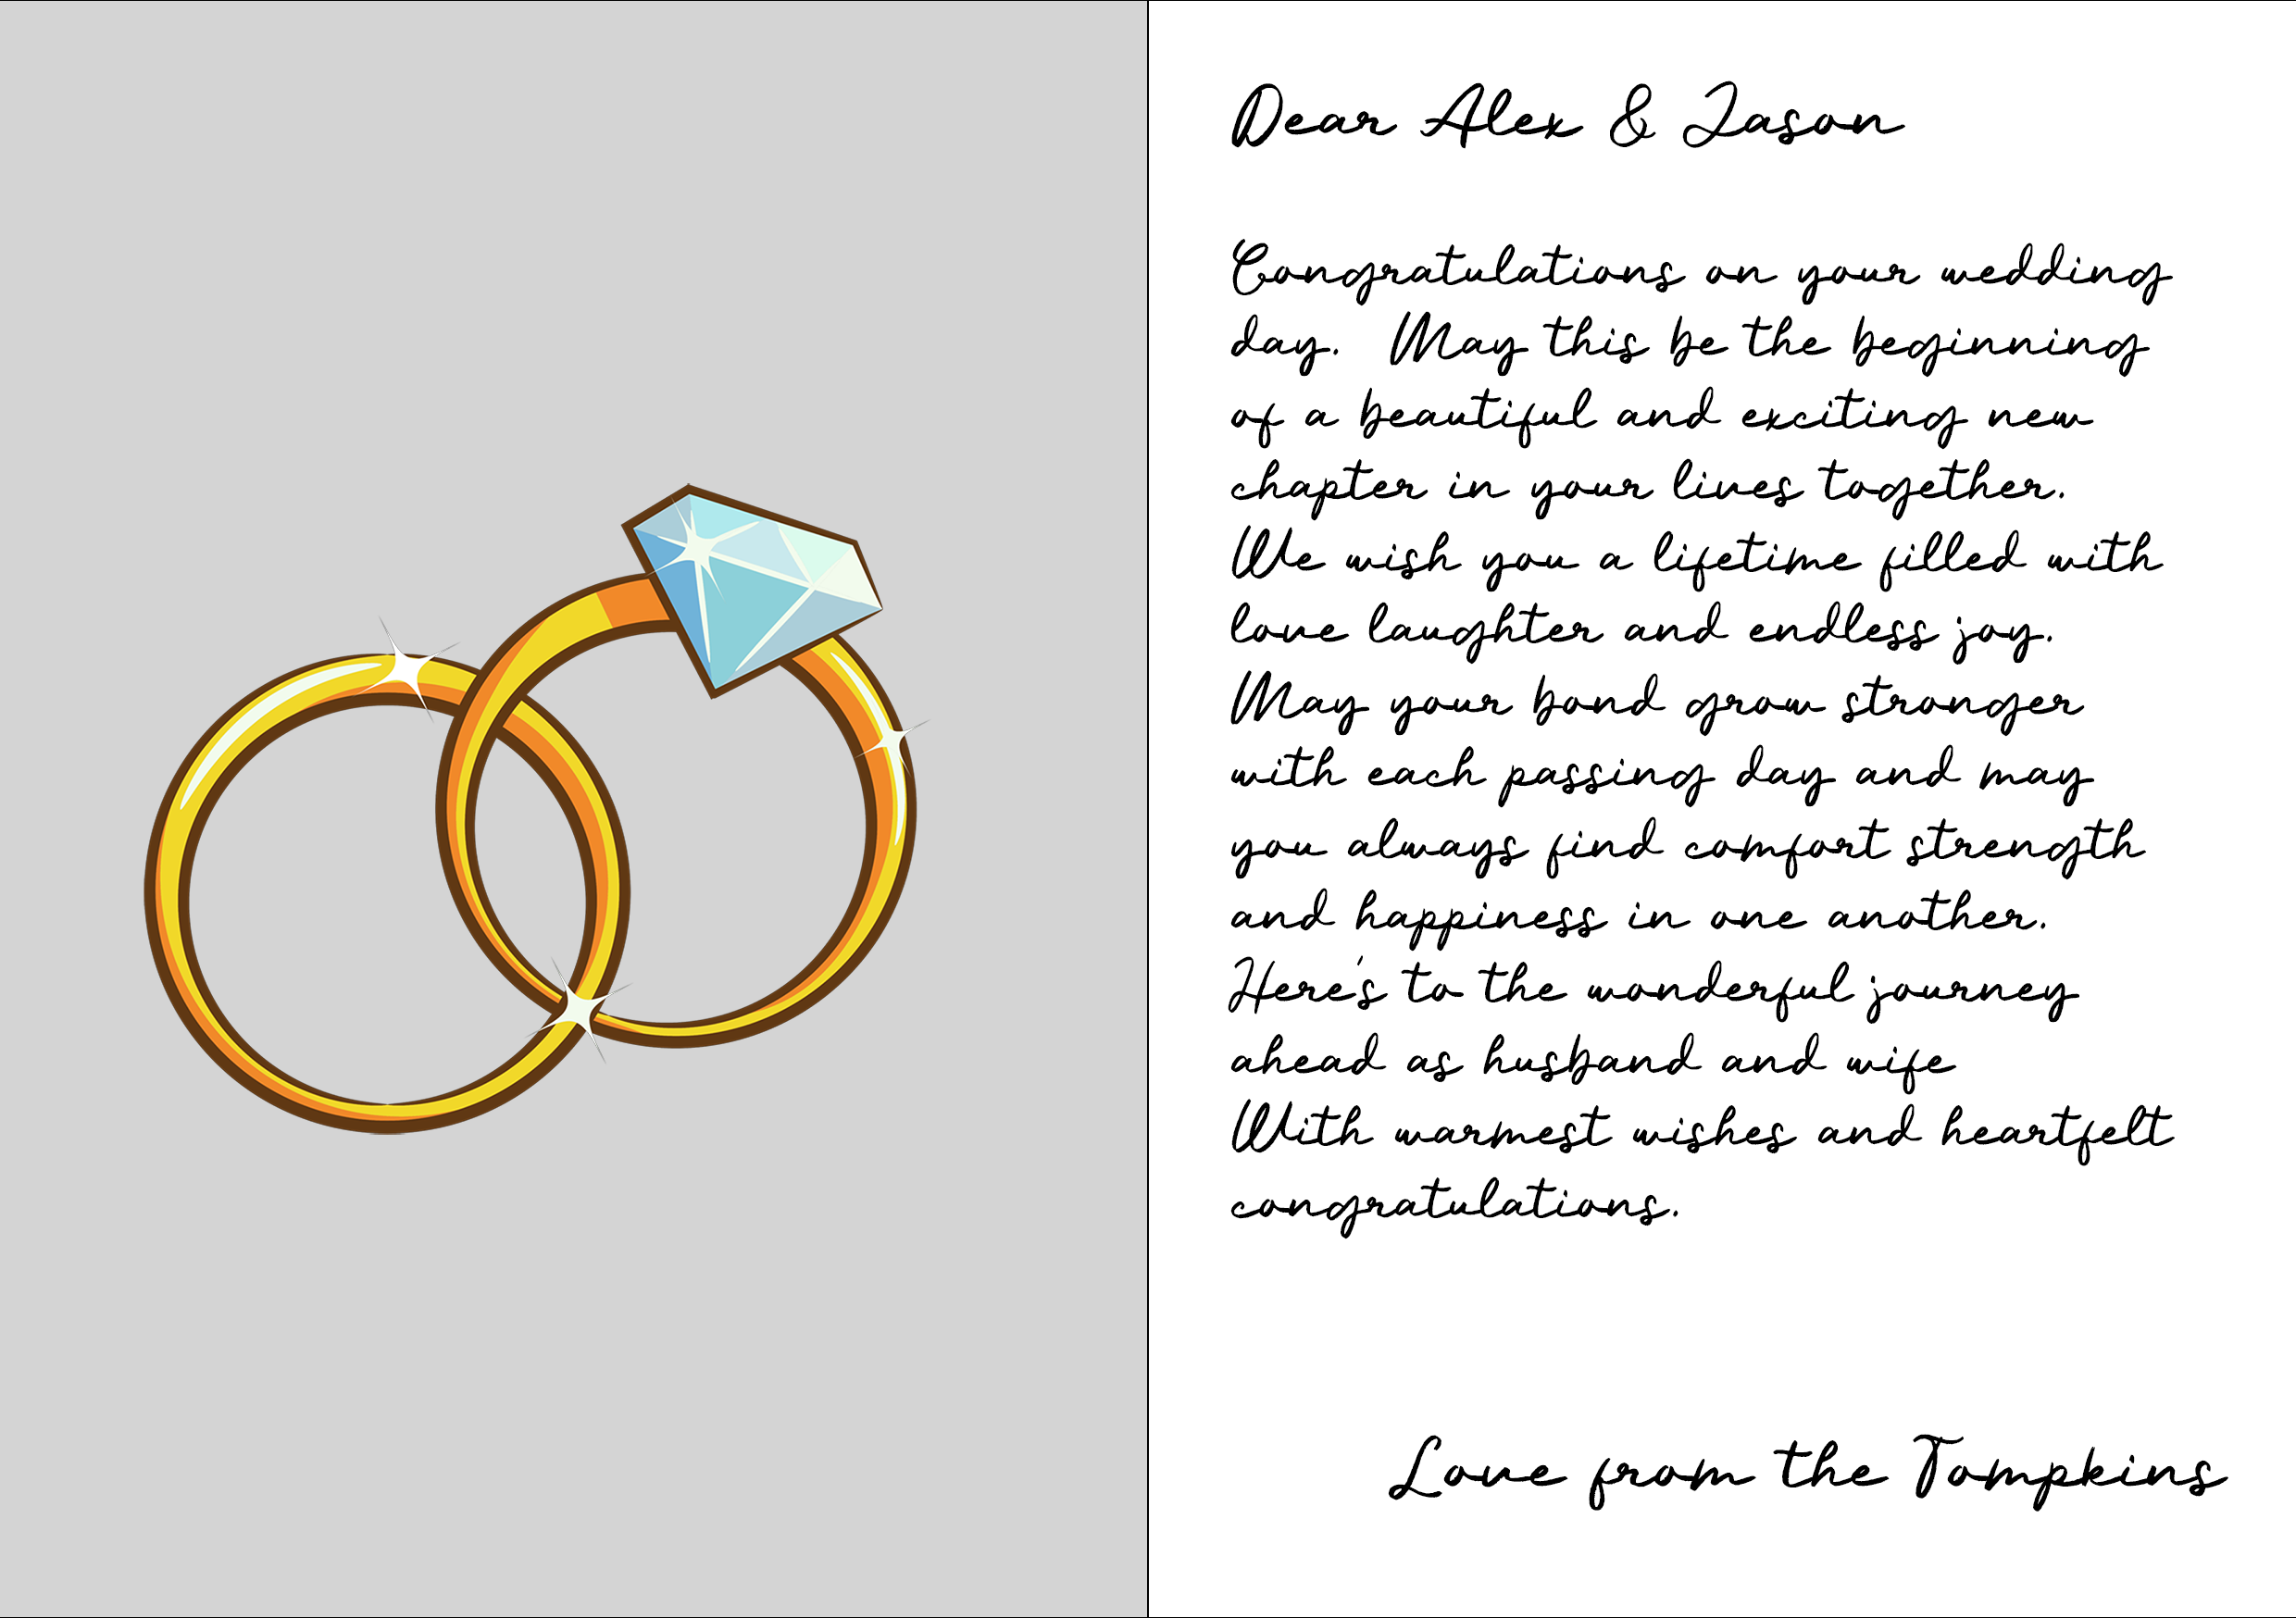 Dear Alex & Jason
Congratulations on your wedding
day. May this be the beginning
of a beautiful and exciting new
chapter in your lives together.
We wish you a lifetime filled with
love laughter and endless joy.
May your bond grow stronger
with each passing day and may
you always find comfort strength
and happiness in one another.
Here's to the wonderful journey
ahead as husband and wife
With warmest wishes and heartfelt
congratulations.
Love from the Tompkins